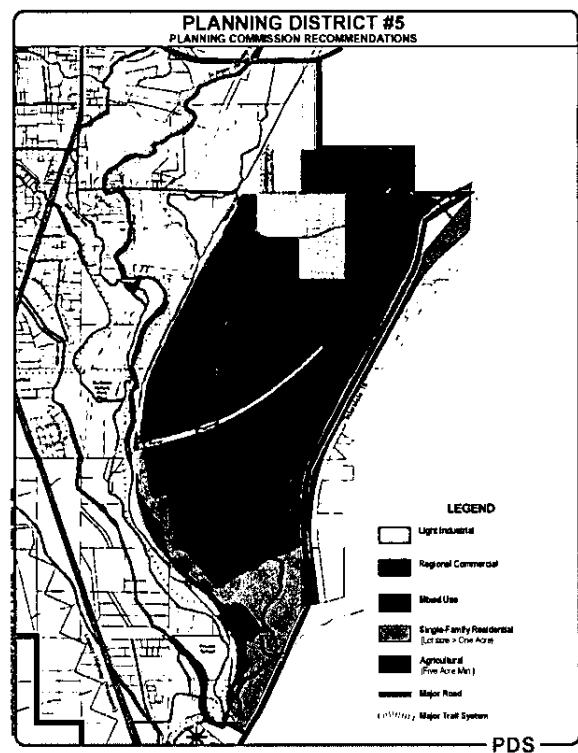 PLANNING DISTRICT #5
PLANNING COMMISSION RECOMMENDATIONS
LEGEND
Light Industrial
Regional Commercial
Mixed Use
Single-Family Residential
(Lot size > One Acre)
Agricultural
(Five Acre Min.)
Major Road
Major Trail System
PDS